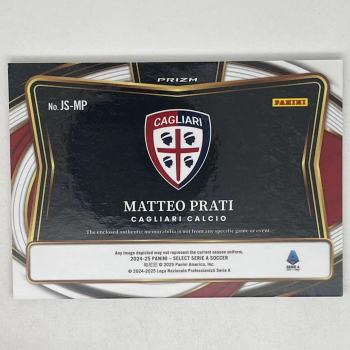 PRIZM
No. JS-MP
PANINI
CAGLIARI
MATTEO PRATI
CAGLIARI CALCIO
The enclosed authentic memorabilia is not from any specific game or event.
Any image depicted may not represent the current season uniform.
2024-25 PANINI – SELECT SERIE A SOCCER
© 2025 Panini America, Inc.
© 2024-2025 Lega Nazionale Professionisti Serie A
SERIE A